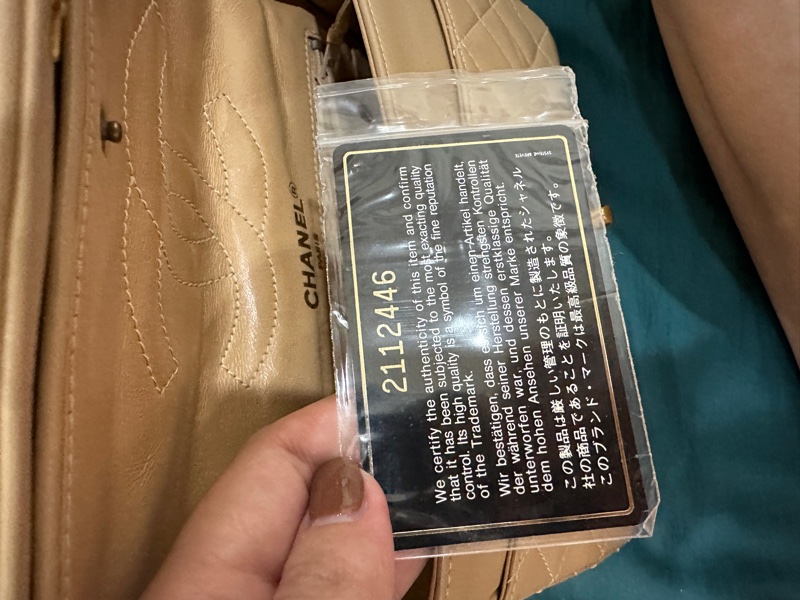 CHANEL®
PARIS
SYSTEME BREVETE
2112446
We certify the authenticity of this item and confirm
that it has been subjected to the most exacting quality
control. Its high quality is a symbol of the fine reputation
of the Trademark.
Wir bestätigen, dass es sich um einen Artikel handelt,
der während seiner Herstellung strengsten Kontrollen
unterworfen war, und dessen erstklassige Qualität
dem hohen Ansehen unserer Marke entspricht.
この製品は厳しい管理のもとに製造されたシャネル
社の商品であることを証明いたします。
このブランド・マークは最高級品質の象徴です。